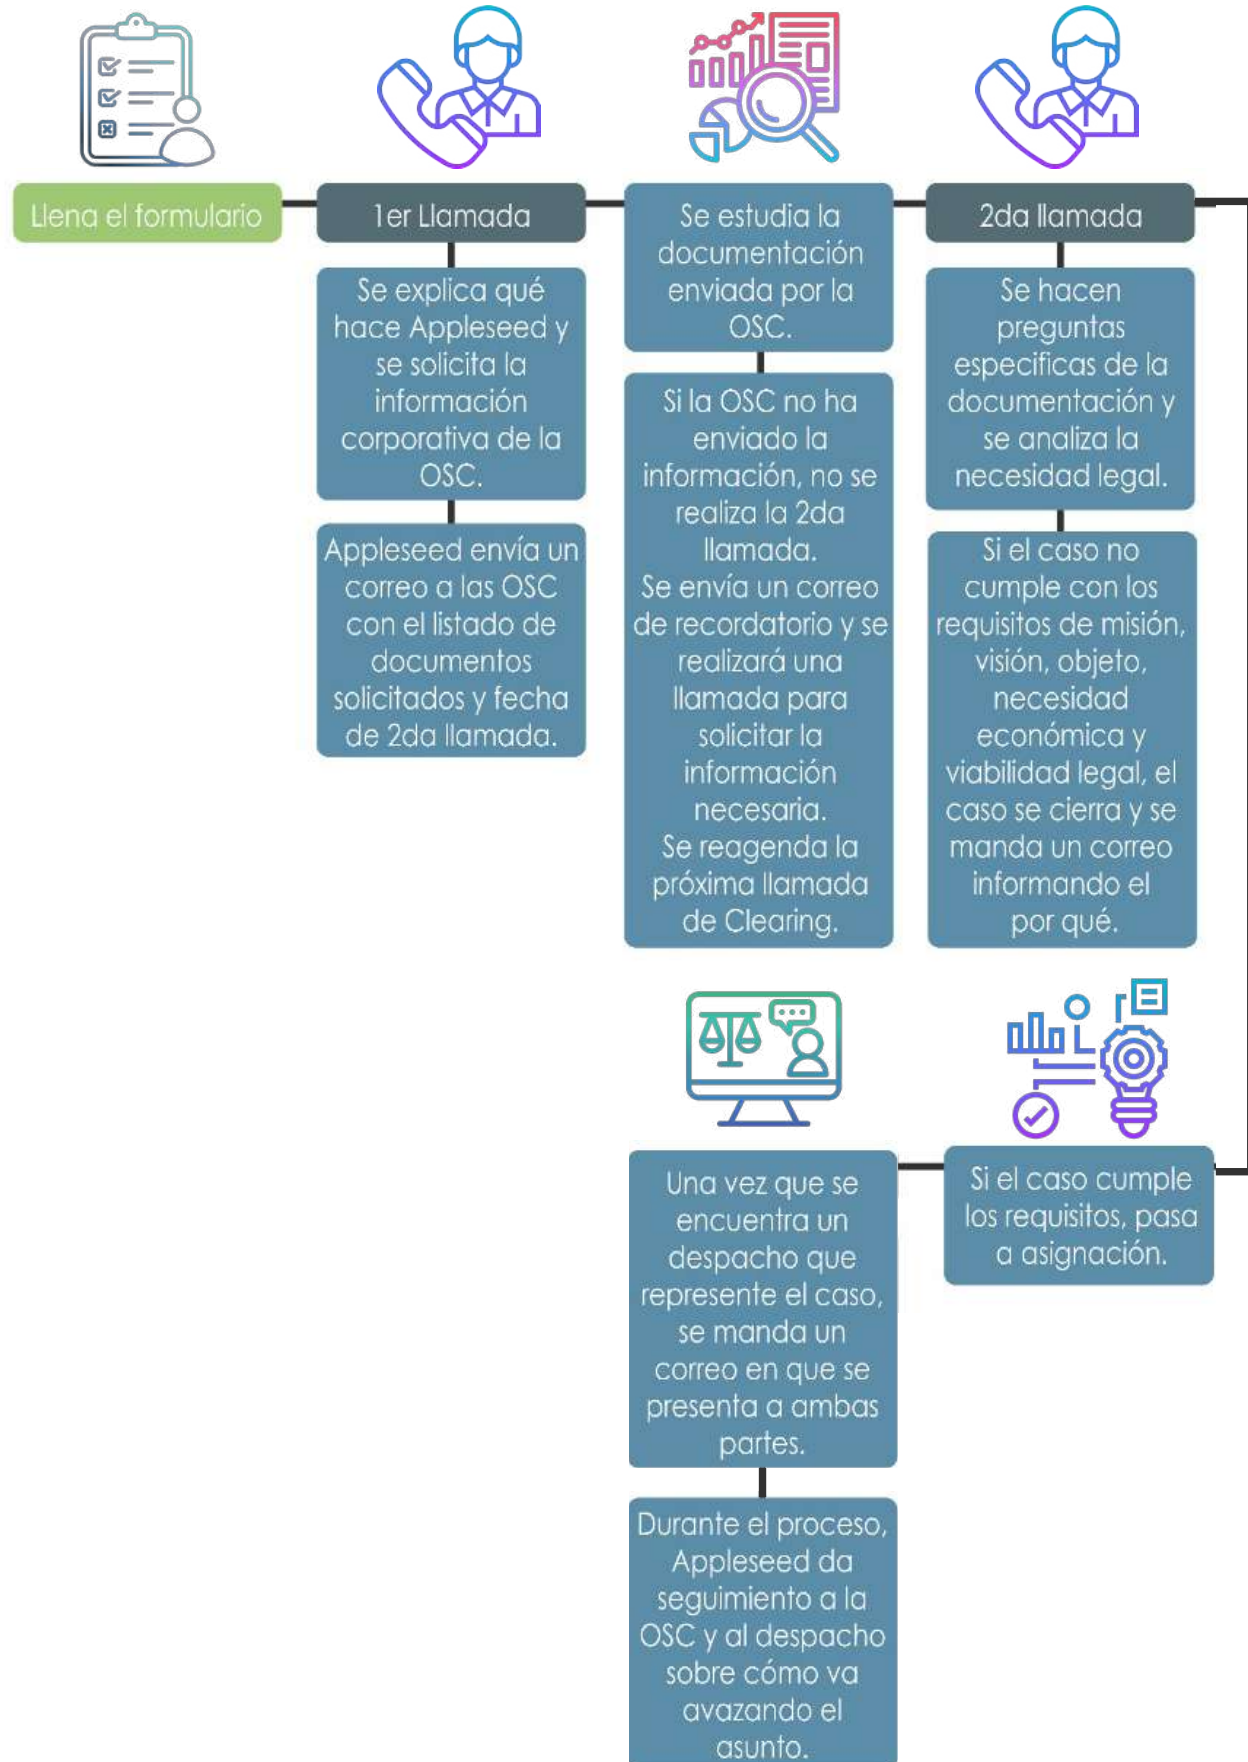 Llena el formulario
1er Llamada
Se explica qué
hace Appleseed y
se solicita la
información
corporativa de la
OSC.
Appleseed envía un
correo a las OSC
con el listado de
documentos
solicitados y fecha
de 2da llamada.
Se estudia la
documentación
enviada por la
OSC.
Si la OSC no ha
enviado la
información, no se
realiza la 2da
llamada.
Se envía un correo
de recordatorio y se
realizará una
llamada para
solicitar la
información
necesaria.
Se reagenda la
próxima llamada
de Clearing.
2da llamada
Se hacen
preguntas
especificas de la
documentación y
se analiza la
necesidad legal.
Si el caso no
cumple con los
requisitos de misión,
visión, objeto,
necesidad
económica y
viabilidad legal, el
caso se cierra y se
manda un correo
informando el
por qué.
Si el caso cumple
los requisitos, pasa
a asignación.
Una vez que se
encuentra un
despacho que
represente el caso,
se manda un
correo en que se
presenta a ambas
partes.
Durante el proceso,
Appleseed da
seguimiento a la
OSC y al despacho
sobre cómo va
avazando el
asunto.